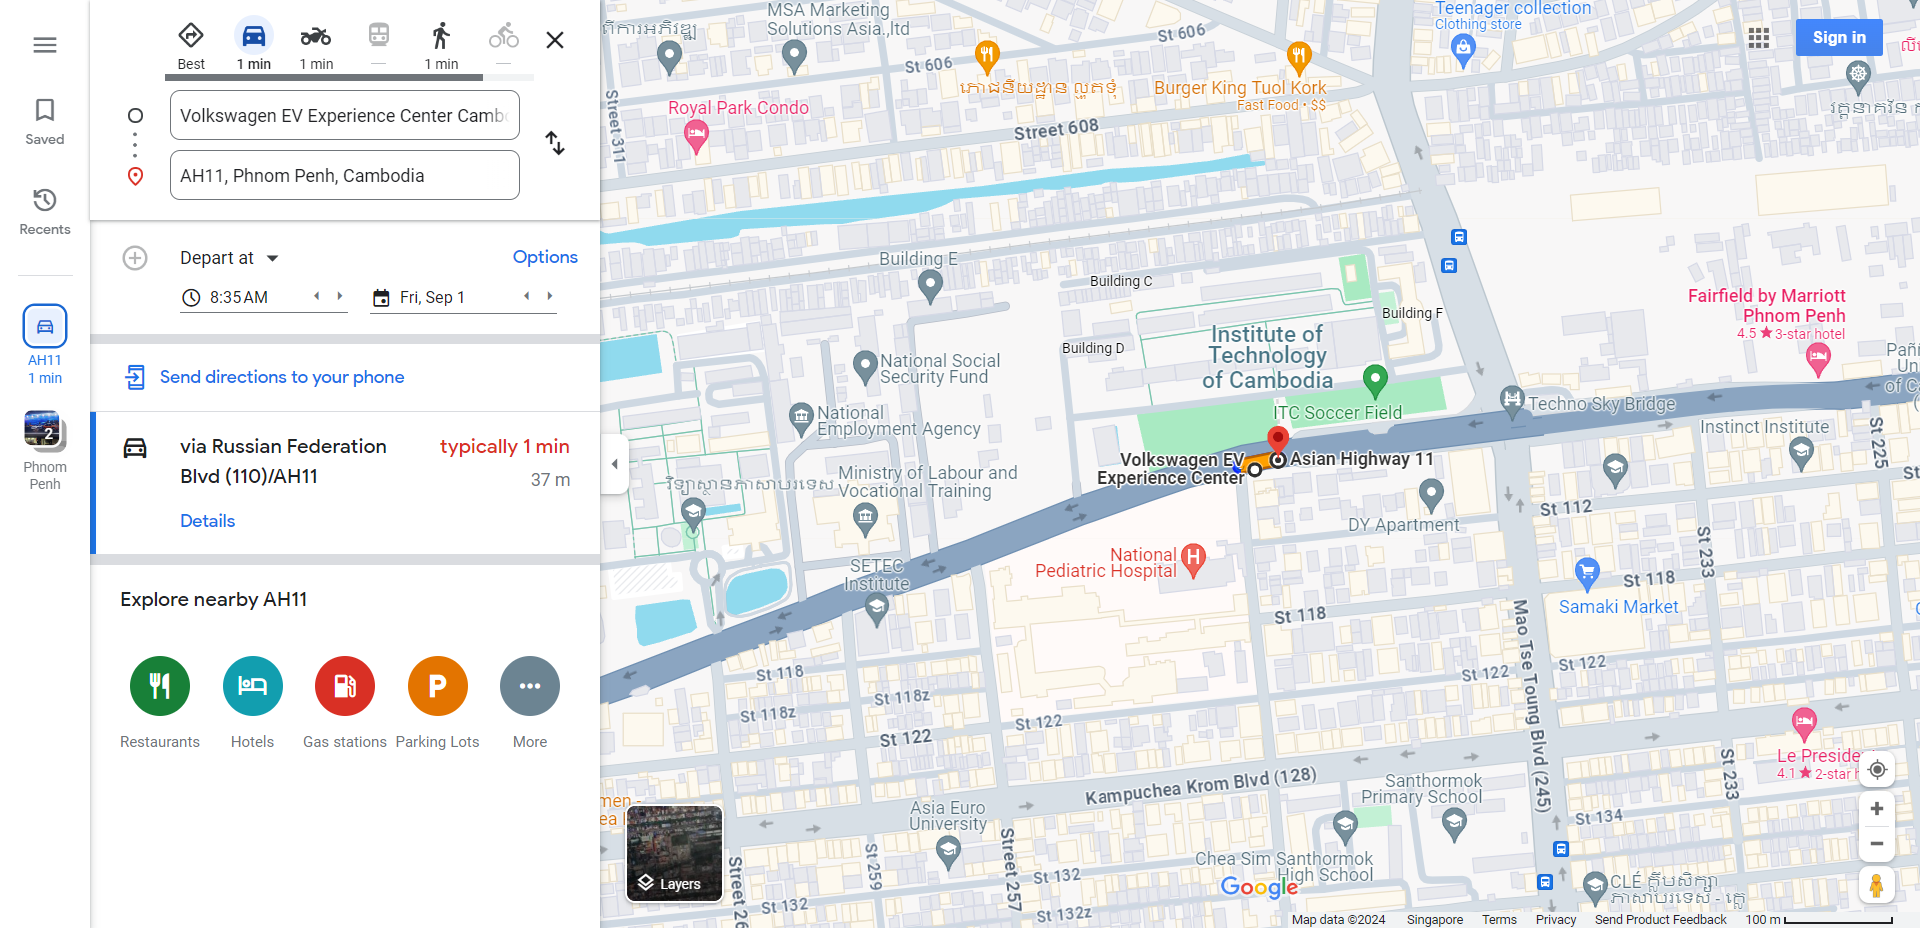 Saved
Recents
AH11
1 min
2
Phnom
Penh
Best
1 min
1 min
—
1 min
—
Volkswagen EV Experience Center Camb
AH11, Phnom Penh, Cambodia
Depart at
Options
8:35 AM
Fri, Sep 1
Send directions to your phone
via Russian Federation
Blvd (110)/AH11
typically 1 min
37 m
Details
Explore nearby AH11
P
Restaurants
Hotels
Gas stations
Parking Lots
More
MSA Marketing
Solutions Asia.,ltd
St 606
St 606
Teenager collection
Clothing store
Sign in
Burger King Tuol Kork
Fast Food • $$
Royal Park Condo
Street 311
Street 608
Building E
Building C
Building F
Building D
Institute of
Technology
of Cambodia
ITC Soccer Field
Fairfield by Marriott
Phnom Penh
4.5 ★ 3-star hotel
National Social
Security Fund
National
Employment Agency
Ministry of Labour and
Vocational Training
Techno Sky Bridge
Instinct Institute
St 225
Volkswagen EV
Experience Center
Asian Highway 11
DY Apartment
St 112
National
Pediatric Hospital
H
SETEC
Institute
St 233
St 118
Samaki Market
St 118
St 118
St 122
St 122
St 118z
St 118z
St 122
St 122
Mao Tse Toung Blvd (245)
Kampuchea Krom Blvd (128)
Le Preside
4.1 ★ 2-star h
St 233
Santhormok
Primary School
Asia Euro
University
St 134
Chea Sim Santhormok
High School
St 259
Street 257
St 132
St 132
St 132z
Layers
Google
Map data ©2024
Singapore
Terms
Privacy
Send Product Feedback
100 m